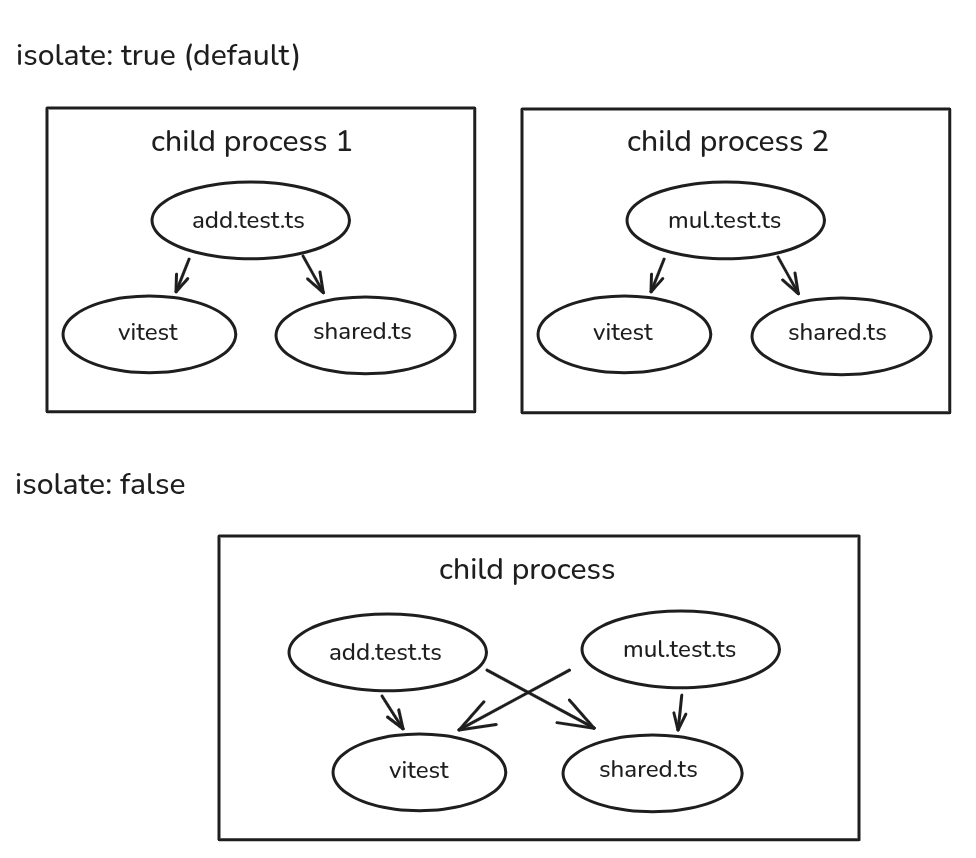 isolate: true (default)
child process 1
add.test.ts
vitest
shared.ts
child process 2
mul.test.ts
vitest
shared.ts
isolate: false
child process
add.test.ts
mul.test.ts
vitest
shared.ts